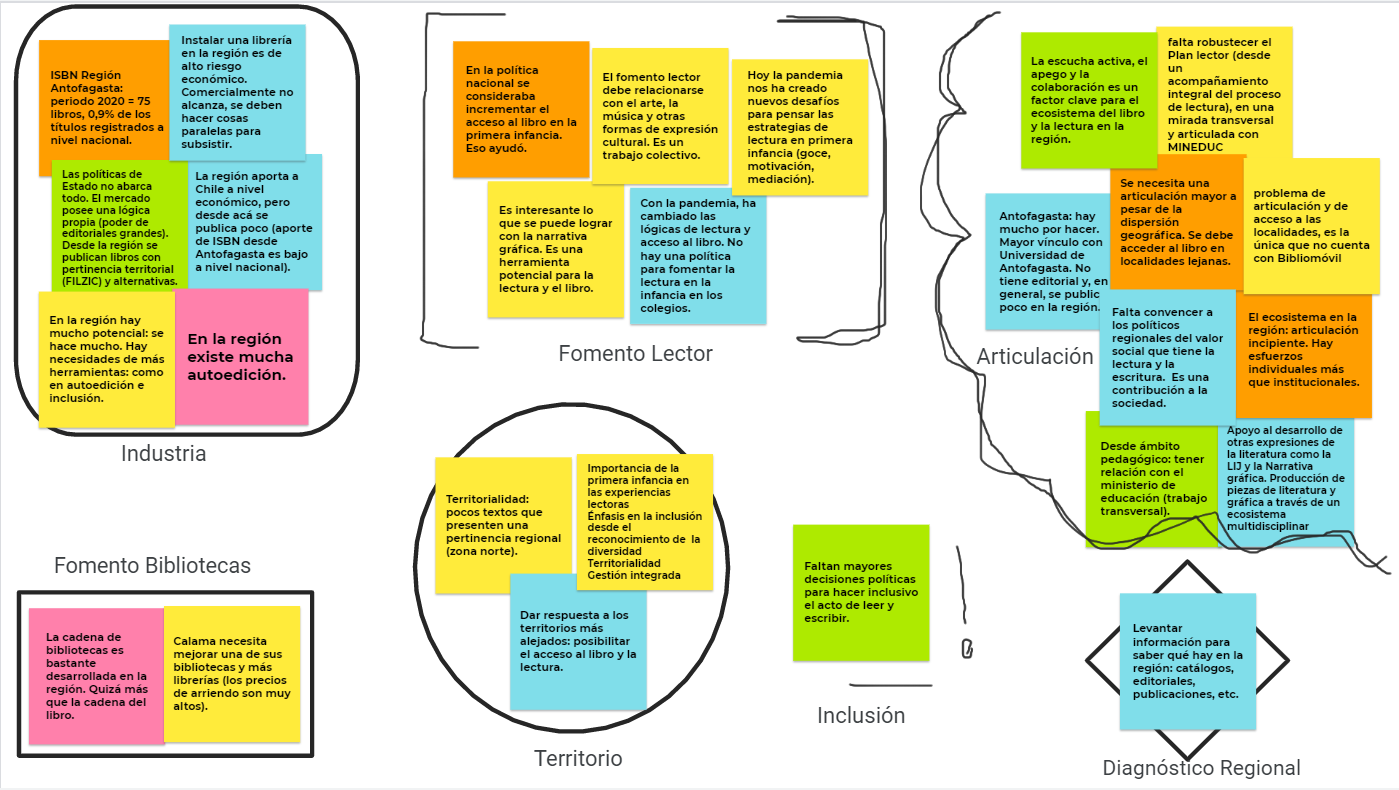 ISBN Región
Antofagasta:
periodo 2020 = 75
libros, 0,9% de los
títulos registrados a
nivel nacional.
Instalar una librería
en la región es de
alto riesgo
económico.
Comercialmente no
alcanza, se deben
hacer cosas
paralelas para
subsistir.
Las políticas de
Estado no abarca
todo. El mercado
posee una lógica
propia (poder de
editoriales grandes).
Desde la región se
publican libros con
pertinencia territorial
(FILZIC) y alternativas.
La región aporta a
Chile a nivel
económico, pero
desde acá se
publica poco (aporte
de ISBN desde
Antofagasta es bajo
a nivel nacional).
En la región hay
mucho potencial: se
hace mucho. Hay
necesidades de más
herramientas: como
en autoedición e
inclusión.
En la región
existe mucha
autoedición.
Industria
En la política
nacional se
consideraba
incrementar el
acceso al libro en la
primera infancia.
Eso ayudó.
El fomento lector
debe relacionarse
con el arte, la
música y otras
formas de expresión
cultural. Es un
trabajo colectivo.
Hoy la pandemia
nos ha creado
nuevos desafíos
para pensar las
estrategias de
lectura en primera
infancia (goce,
motivación,
mediación).
Es interesante lo
que se puede lograr
con la narrativa
gráfica. Es una
herramienta
potencial para la
lectura y el libro.
Con la pandemia, ha
cambiado las
lógicas de lectura y
acceso al libro. No
hay una política
para fomentar la
lectura en la
infancia en los
colegios.
Fomento Lector
La escucha activa, el
apego y la
colaboración es un
factor clave para el
ecosistema del libro
y la lectura en la
región.
falta robustecer el
Plan lector (desde
un
acompañamiento
integral del proceso
de lectura), en una
mirada transversal
y articulada con
MINEDUC
Antofagasta: hay
mucho por hacer.
Mayor vínculo con
Universidad de
Antofagasta. No
tiene editorial y, en
general, se public
poco en la región.
Se necesita una
articulación mayor a
pesar de la
dispersión
geográfica. Se debe
acceder al libro en
localidades lejanas.
problema de
articulación y de
acceso a las
localidades, es la
única que no cuenta
con Bibliomóvil
Falta convencer a
los políticos
regionales del valor
social que tiene la
lectura y la
escritura. Es una
contribución a la
sociedad.
El ecosistema en la
región: articulación
incipiente. Hay
esfuerzos
individuales más
que institucionales.
Desde ámbito
pedagógico: tener
relación con el
ministerio de
educación (trabajo
transversal).
Apoyo al desarrollo de
otras expresiones de
la literatura como la
LIJ y la Narrativa
gráfica. Producción de
piezas de literatura y
gráfica a través de un
ecosistema
multidisciplinar
Articulación
Fomento Bibliotecas
La cadena de
bibliotecas es
bastante
desarrollada en la
región. Quizá más
que la cadena del
libro.
Calama necesita
mejorar una de sus
bibliotecas y más
librerías (los precios
de arriendo son muy
altos).
Territorialidad:
pocos textos que
presenten una
pertinencia regional
(zona norte).
Importancia de la
primera infancia en
las experiencias
lectoras
Énfasis en la inclusión
desde el
reconocimiento de la
diversidad
Territorialidad
Gestión integrada
Dar respuesta a los
territorios más
alejados: posibilitar
el acceso al libro y la
lectura.
Territorio
Faltan mayores
decisiones políticas
para hacer inclusivo
el acto de leer y
escribir.
Inclusión
Levantar
información para
saber qué hay en la
región: catálogos,
editoriales,
publicaciones, etc.
Diagnóstico Regional